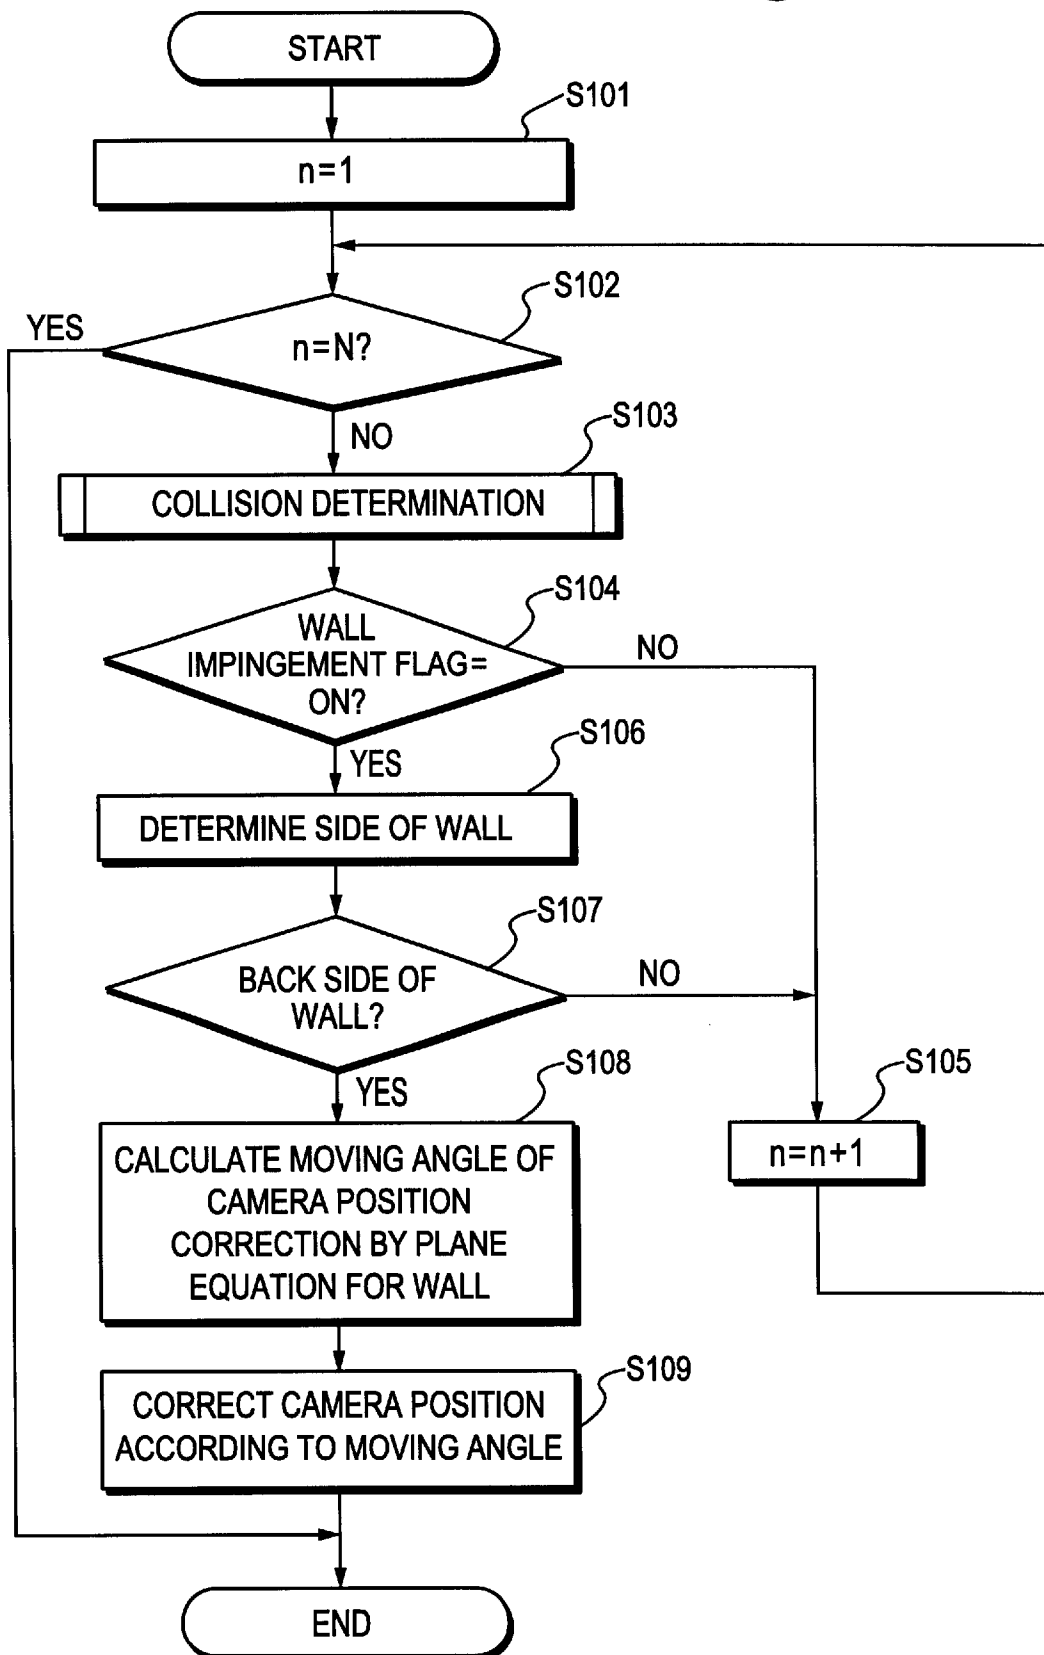 START
S101
n=1
S102
YES
n=N?
NO
S103
COLLISION DETERMINATION
S104
WALL
IMPINGEMENT FLAG=
ON?
NO
S106
YES
DETERMINE SIDE OF WALL
S107
BACK SIDE OF
WALL?
NO
S108
YES
S105
n=n+1
CALCULATE MOVING ANGLE OF
CAMERA POSITION
CORRECTION BY PLANE
EQUATION FOR WALL
S109
CORRECT CAMERA POSITION
ACCORDING TO MOVING ANGLE
END